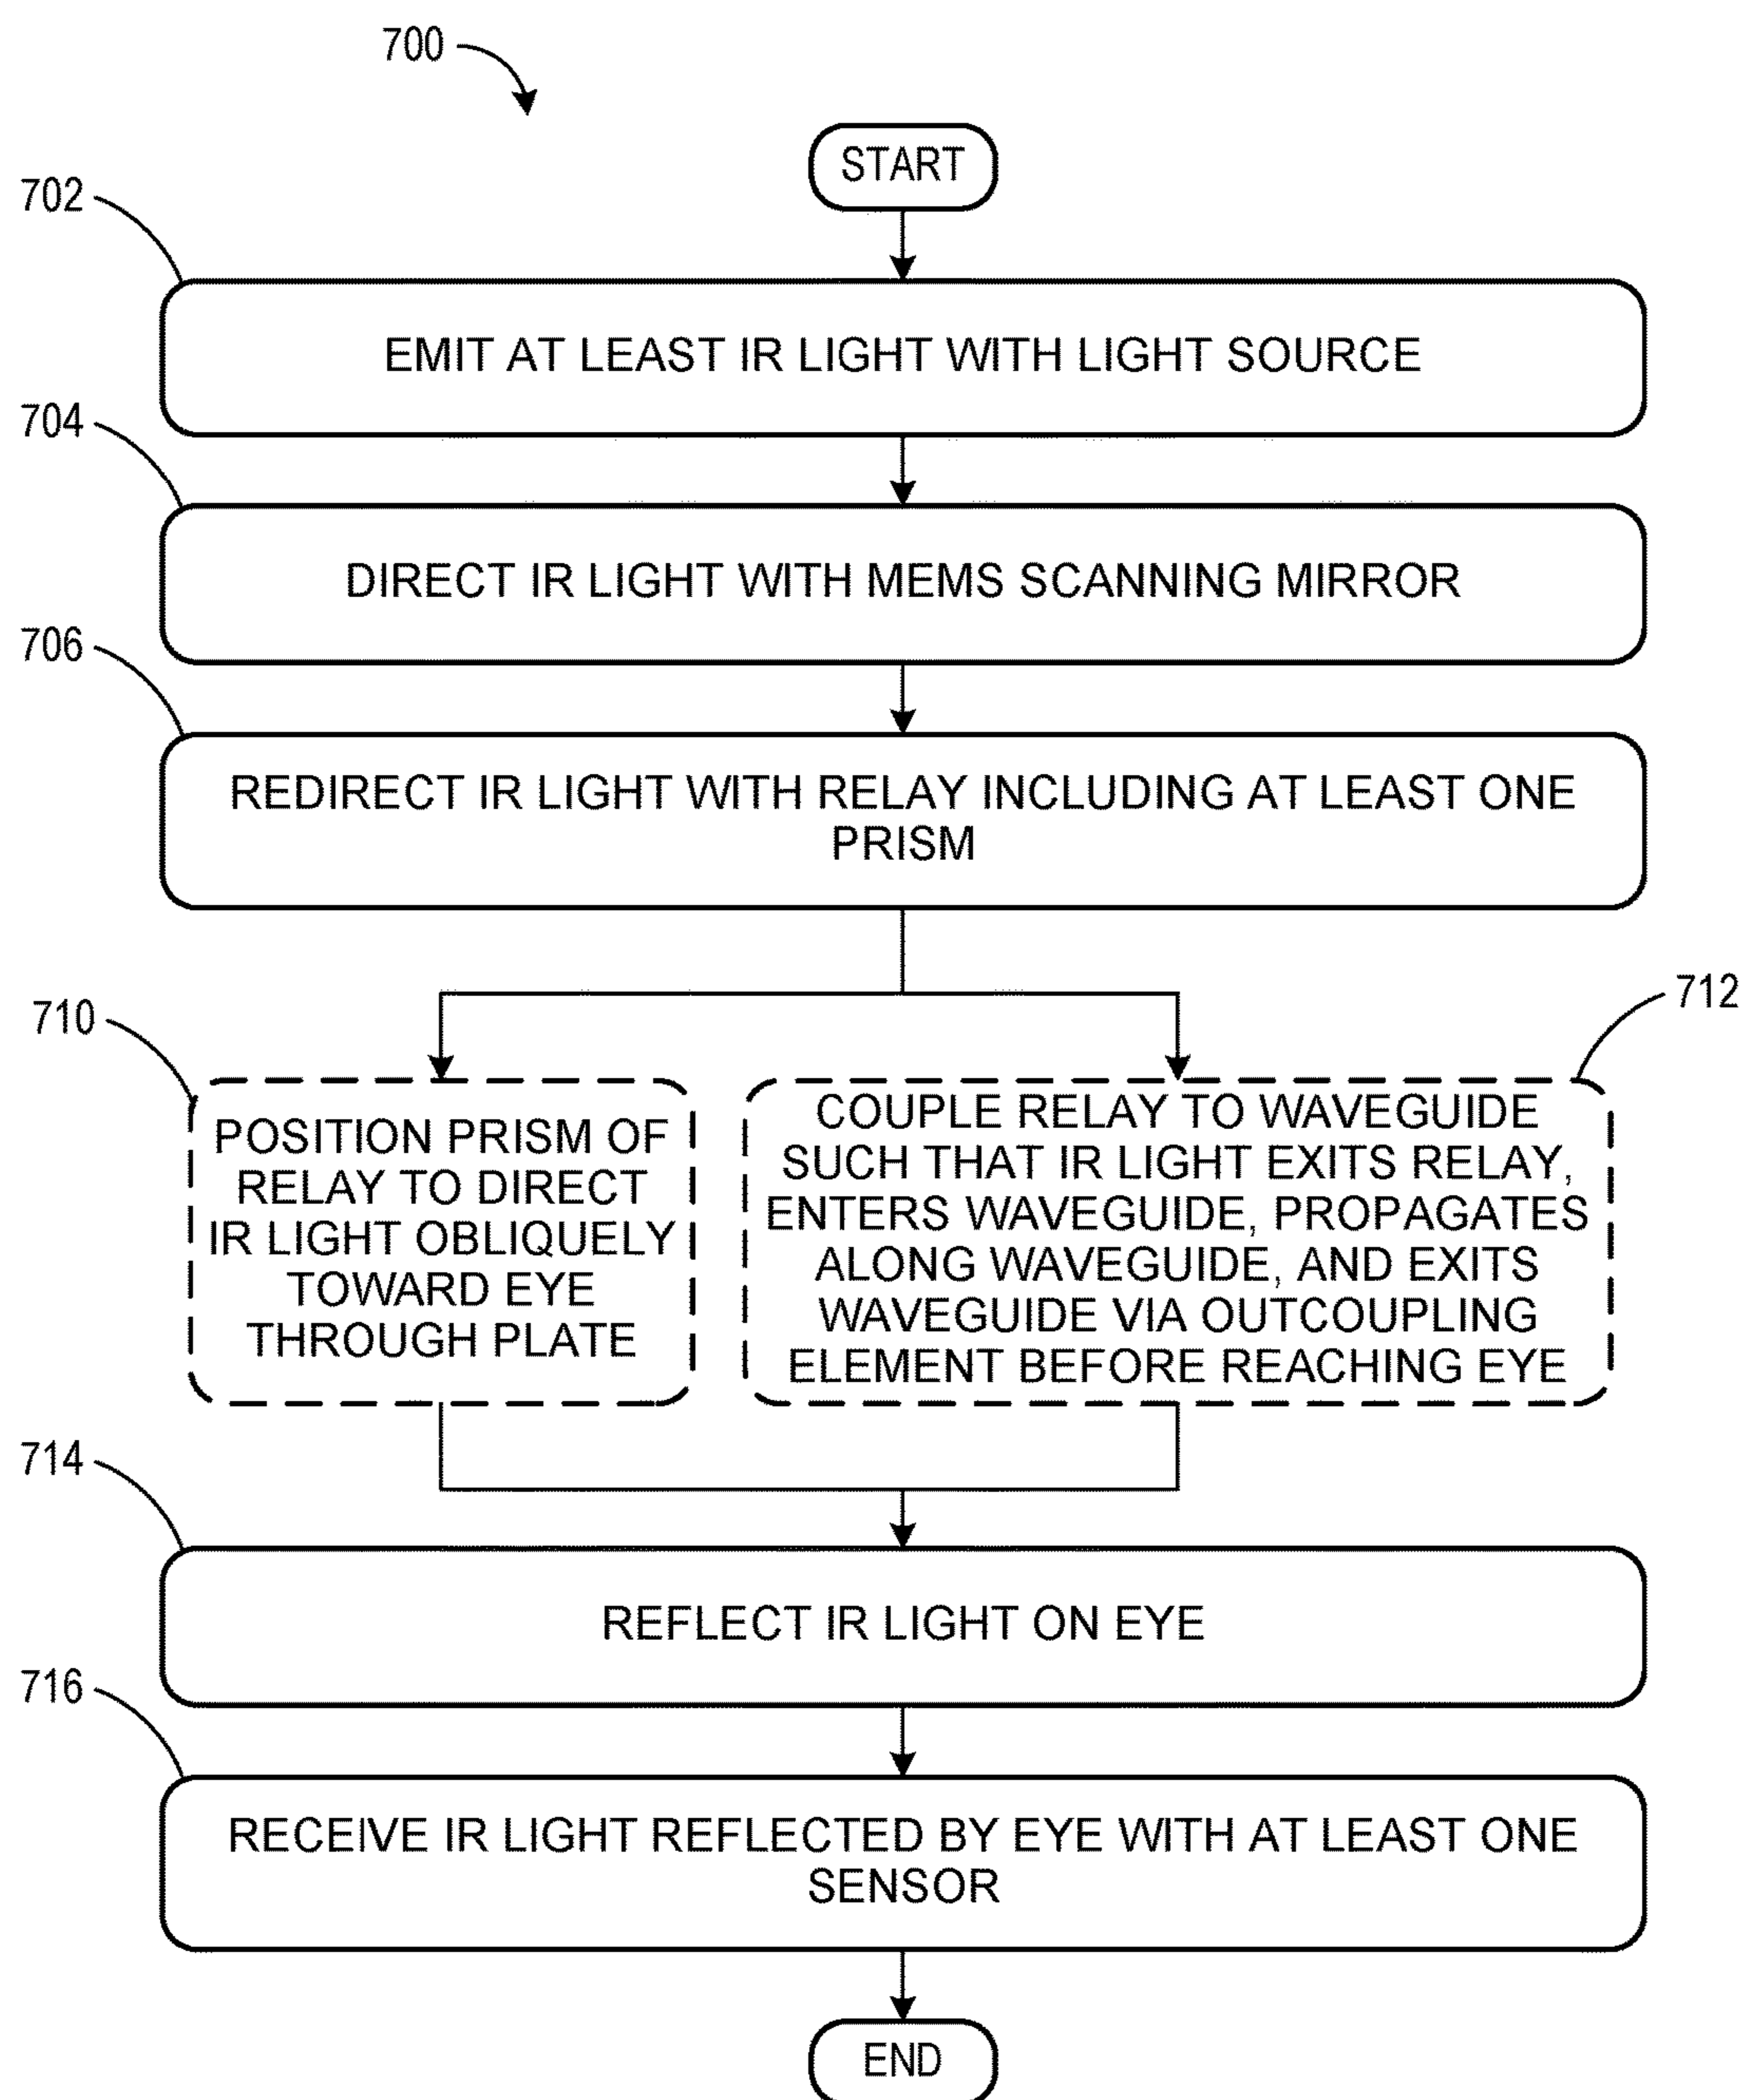 700
START
702
EMIT AT LEAST IR LIGHT WITH LIGHT SOURCE
704
DIRECT IR LIGHT WITH MEMS SCANNING MIRROR
706
REDIRECT IR LIGHT WITH RELAY INCLUDING AT LEAST ONE
PRISM
710
POSITION PRISM OF
RELAY TO DIRECT
IR LIGHT OBLIQUELY
TOWARD EYE
THROUGH PLATE
712
COUPLE RELAY TO WAVEGUIDE
SUCH THAT IR LIGHT EXITS RELAY,
ENTERS WAVEGUIDE, PROPAGATES
ALONG WAVEGUIDE, AND EXITS
WAVEGUIDE VIA OUTCOUPLING
ELEMENT BEFORE REACHING EYE
714
REFLECT IR LIGHT ON EYE
716
RECEIVE IR LIGHT REFLECTED BY EYE WITH AT LEAST ONE
SENSOR
END